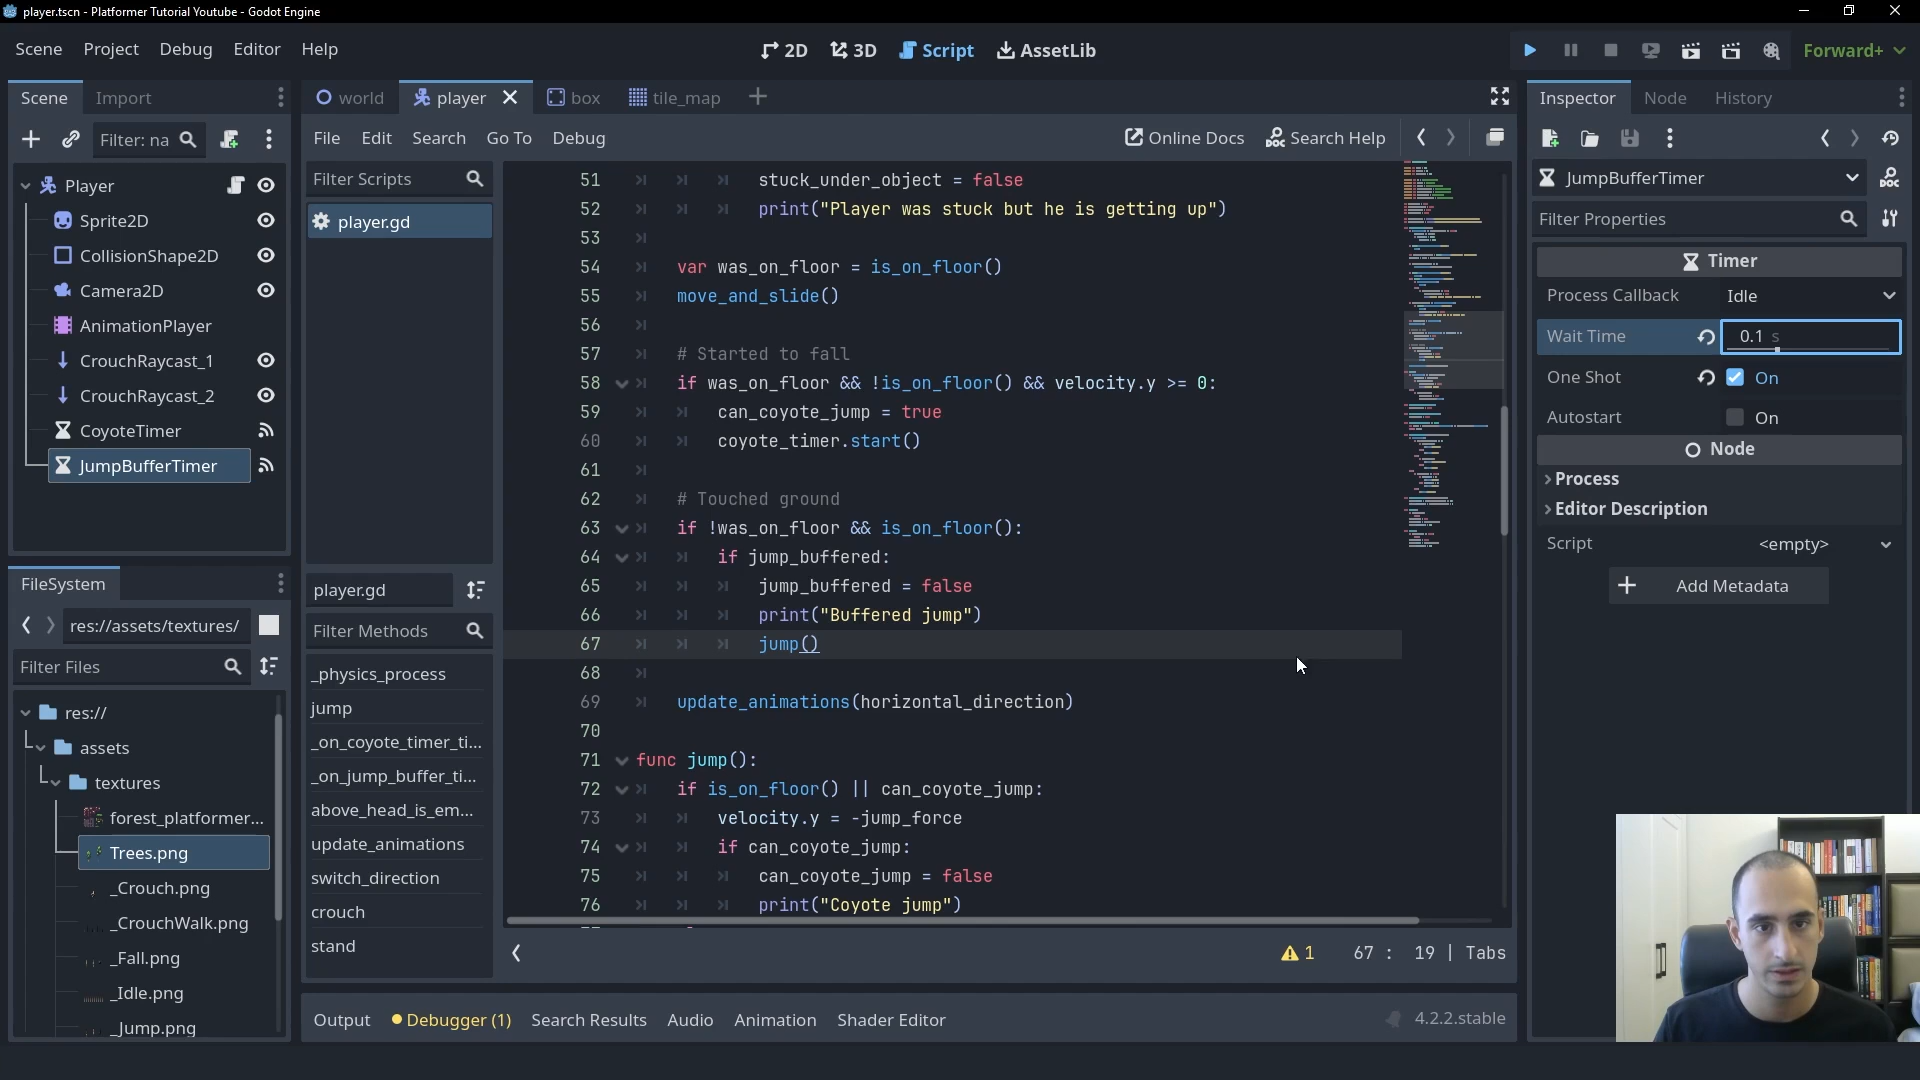 player.tscn - Platformer Tutorial Youtube - Godot Engine
Scene Project Debug Editor Help
2D 3D Script AssetLib
Forward+
Scene Import
world player box tile_map
Inspector Node History
Filter: na
File Edit Search Go To Debug
Online Docs Search Help
Player
Sprite2D
CollisionShape2D
Camera2D
AnimationPlayer
CrouchRaycast_1
CrouchRaycast_2
CoyoteTimer
JumpBufferTimer
FileSystem
res://assets/textures/
Filter Files
res://
assets
textures
forest_platformer...
Trees.png
_Crouch.png
_CrouchWalk.png
_Fall.png
_Idle.png
_Jump.png
Filter Scripts
player.gd
player.gd
Filter Methods
_physics_process
jump
_on_coyote_timer_ti...
_on_jump_buffer_ti...
above_head_is_em...
update_animations
switch_direction
crouch
stand
51 stuck_under_object = false
52 print("Player was stuck but he is getting up")
53
54 var was_on_floor = is_on_floor()
55 move_and_slide()
56
57 # Started to fall
58 if was_on_floor && !is_on_floor() && velocity.y >= 0:
59 can_coyote_jump = true
60 coyote_timer.start()
61
62 # Touched ground
63 if !was_on_floor && is_on_floor():
64 if jump_buffered:
65 jump_buffered = false
66 print("Buffered jump")
67 jump()
68
69 update_animations(horizontal_direction)
70
71 func jump():
72 if is_on_floor() || can_coyote_jump:
73 velocity.y = -jump_force
74 if can_coyote_jump:
75 can_coyote_jump = false
76 print("Coyote jump")
1 67 : 19 | Tabs
Output Debugger (1) Search Results Audio Animation Shader Editor
4.2.2.stable
JumpBufferTimer
Filter Properties
Timer
Process Callback Idle
Wait Time 0.1 s
One Shot On
Autostart On
Node
Process
Editor Description
Script <empty>
Add Metadata